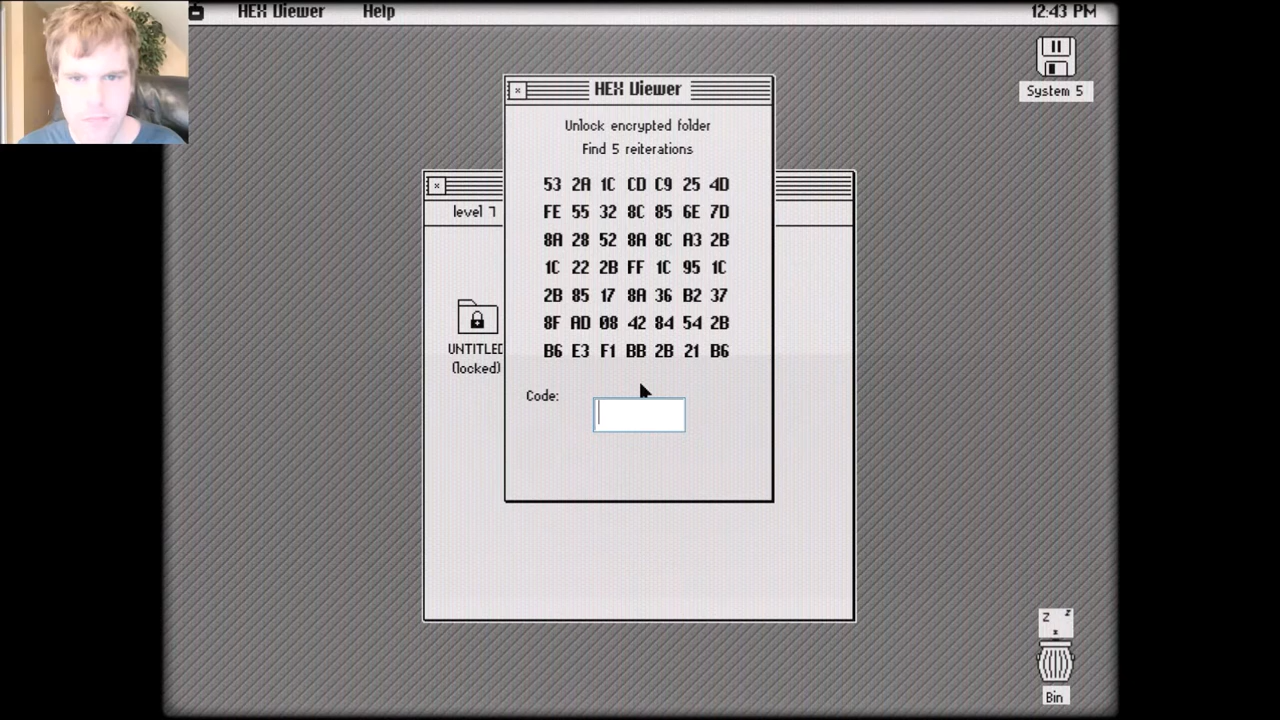 HEX Viewer Help 12:43 PM
System 5
HEX Viewer
Unlock encrypted folder
Find 5 reiterations
53 2A 1C CD C9 25 4D
FE 55 32 8C 85 6E 7D
8A 28 52 8A 8C A3 2B
1C 22 2B FF 1C 95 1C
2B 85 17 8A 36 B2 37
8F AD 08 42 84 54 2B
B6 E3 F1 BB 2B 21 B6
Code:
level 7
UNTITLED
(locked)
Z z
Bin